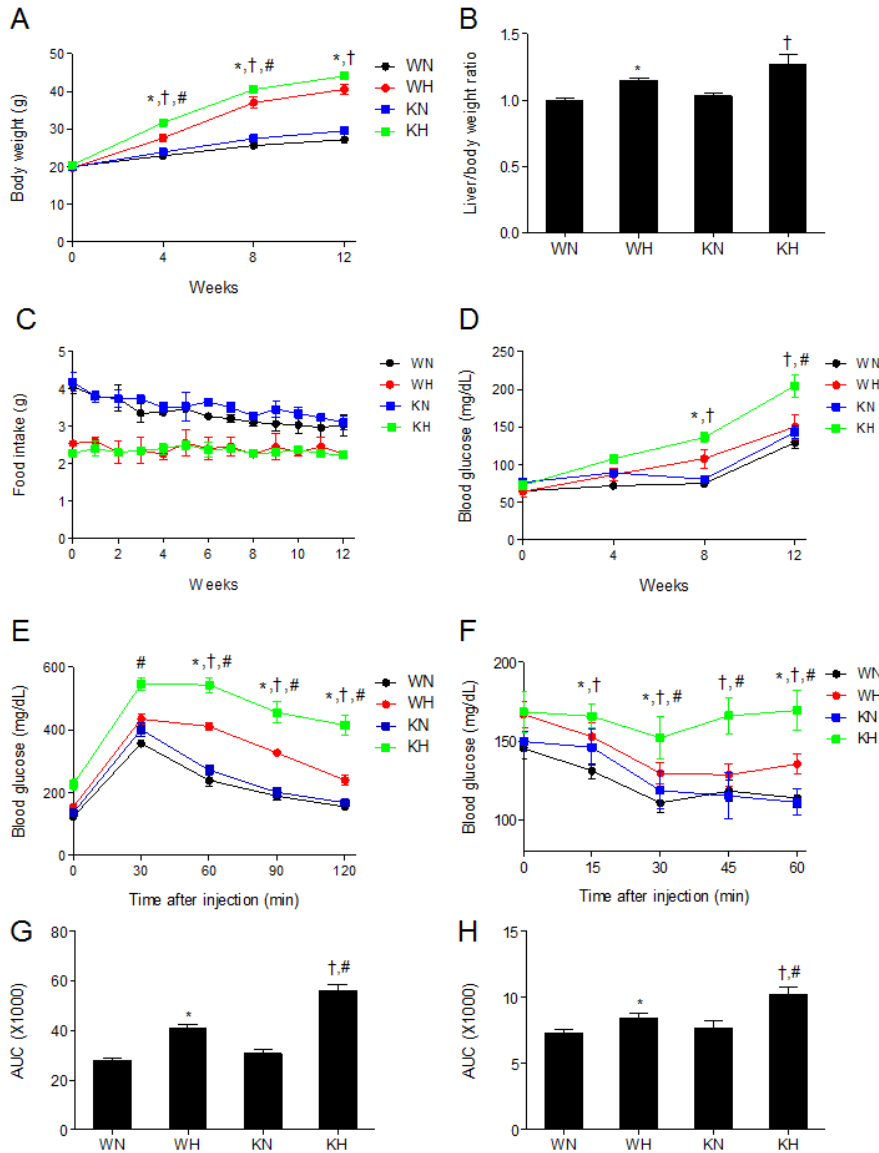 A
Body weight (g)
50
40
30
20
10
0
*,†,#
*,†,#
*,†
0 4 8 12
Weeks
WN
WH
KN
KH
B
Liver/body weight ratio
1.5
1.0
0.5
0.0
*
†
WN WH KN KH
C
Food intake (g)
5
4
3
2
1
0
0 2 4 6 8 10 12
Weeks
WN
WH
KN
KH
D
Blood glucose (mg/dL)
250
200
150
100
50
0
*,†
†,#
0 4 8 12
Weeks
WN
WH
KN
KH
E
Blood glucose (mg/dL)
600
400
200
0
#
*,†,#
*,†,#
*,†,#
0 30 60 90 120
Time after injection (min)
WN
WH
KN
KH
F
Blood glucose (mg/dL)
200
150
100
*,†
*,†,#
†,#
*,†,#
0 15 30 45 60
Time after injection (min)
WN
WH
KN
KH
G
AUC (X1000)
80
60
40
20
0
*
†,#
WN WH KN KH
H
AUC (X1000)
15
10
5
0
*
†,#
WN WH KN KH